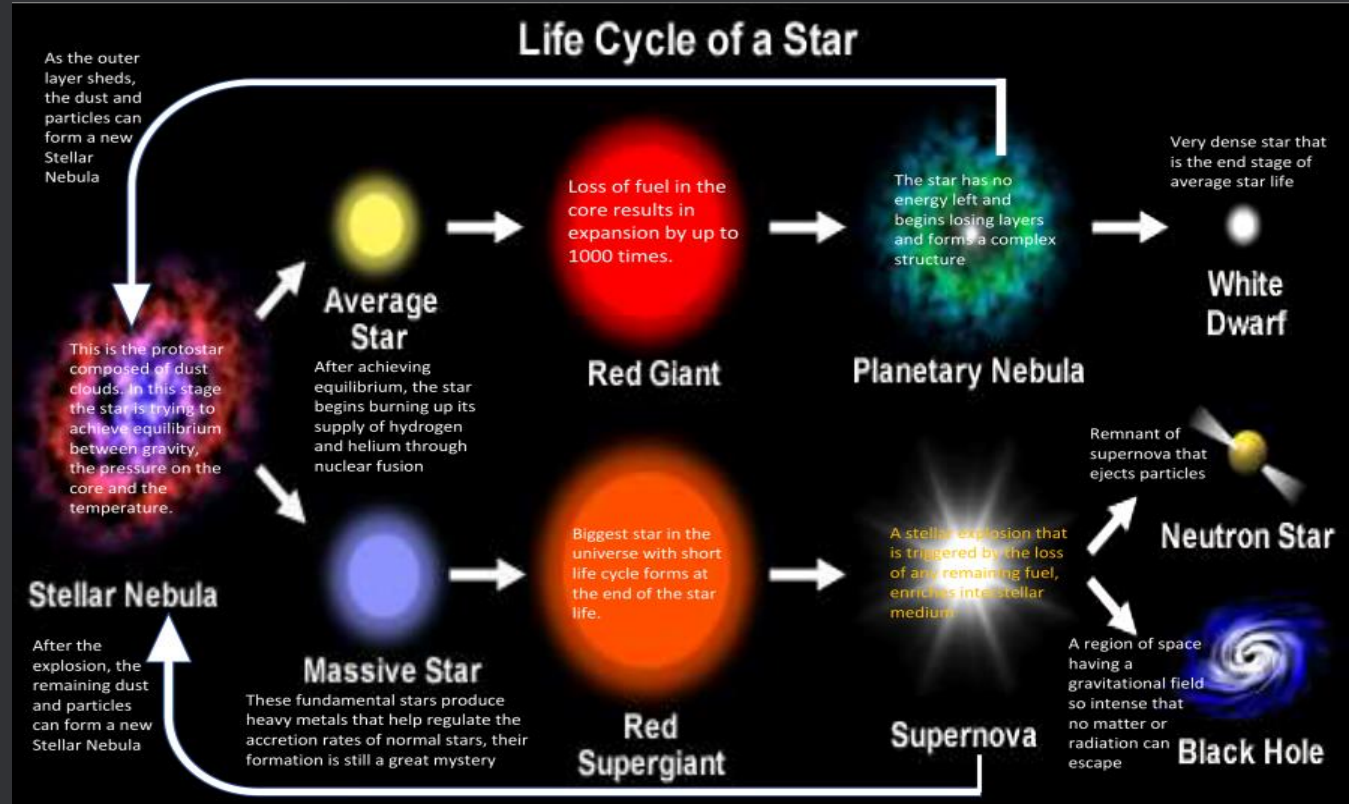 Life Cycle of a Star
As the outer
layer sheds,
the dust and
particles can
form a new
Stellar
Nebula
Average
Star
After achieving
equilibrium, the star
begins burning up its
supply of hydrogen
and helium through
nuclear fusion
Loss of fuel in the
core results in
expansion by up to
1000 times.
Red Giant
The star has no
energy left and
begins losing layers
and forms a complex
structure
Planetary Nebula
Very dense star that
is the end stage of
average star life
White
Dwarf
This is the protostar
composed of dust
clouds. In this stage
the star is trying to
achieve equilibrium
between gravity,
the pressure on the
core and the
temperature.
Stellar Nebula
After the
explosion, the
remaining dust
and particles
can form a new
Stellar Nebula
Massive Star
These fundamental stars produce
heavy metals that help regulate the
accretion rates of normal stars, their
formation is still a great mystery
Biggest star in the
universe with short
life cycle forms at
the end of the star
life.
Red
Supergiant
A stellar explosion that
is triggered by the loss
of any remaining fuel,
enriches interstellar
medium
Supernova
Remnant of
supernova that
ejects particles
Neutron Star
A region of space
having a
gravitational field
so intense that
no matter or
radiation can
escape
Black Hole